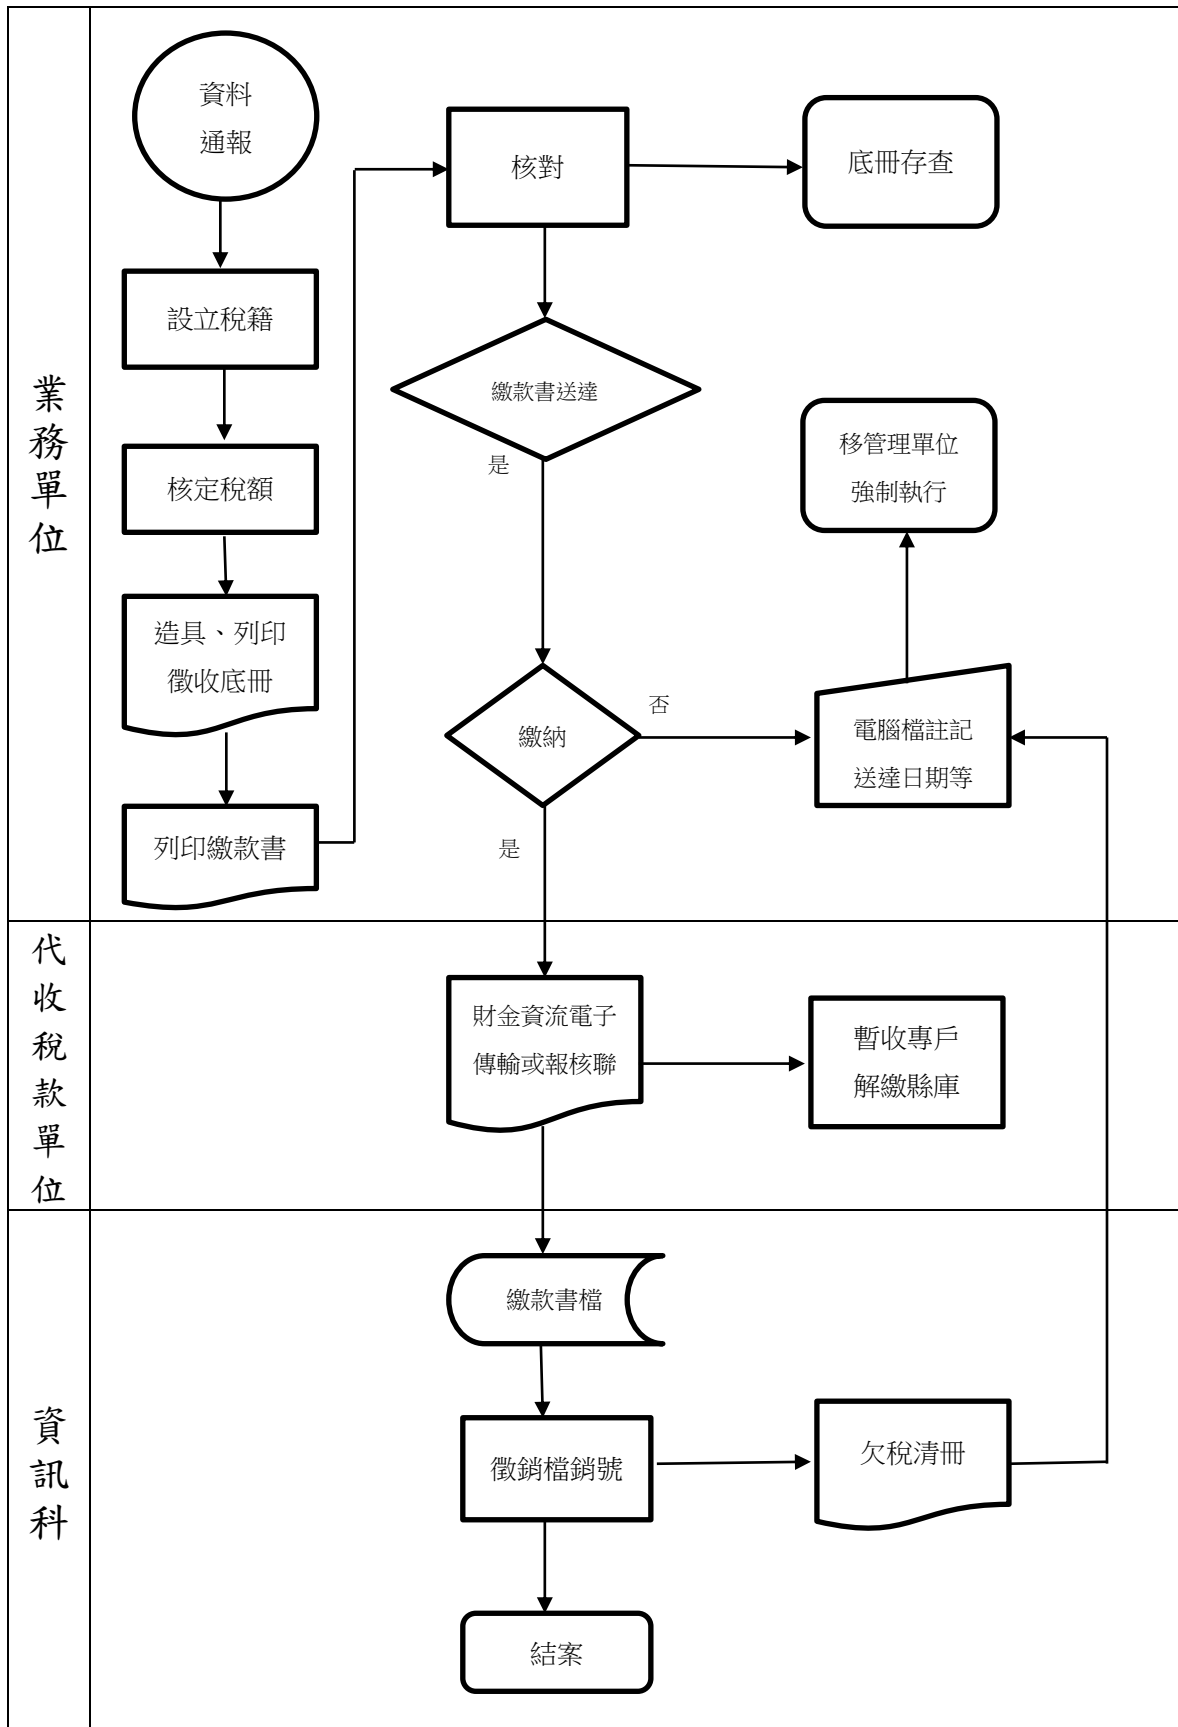 業務單位
資料
通報
設立稅籍
核定稅額
造具、列印
徵收底冊
列印繳款書
核對
底冊存查
繳款書送達
是
移管理單位
強制執行
繳納
否
電腦檔註記
送達日期等
是
代收稅款單位
財金資流電子
傳輸或報核聯
暫收專戶
解繳縣庫
資訊科
繳款書檔
徵銷檔銷號
欠稅清冊
結案